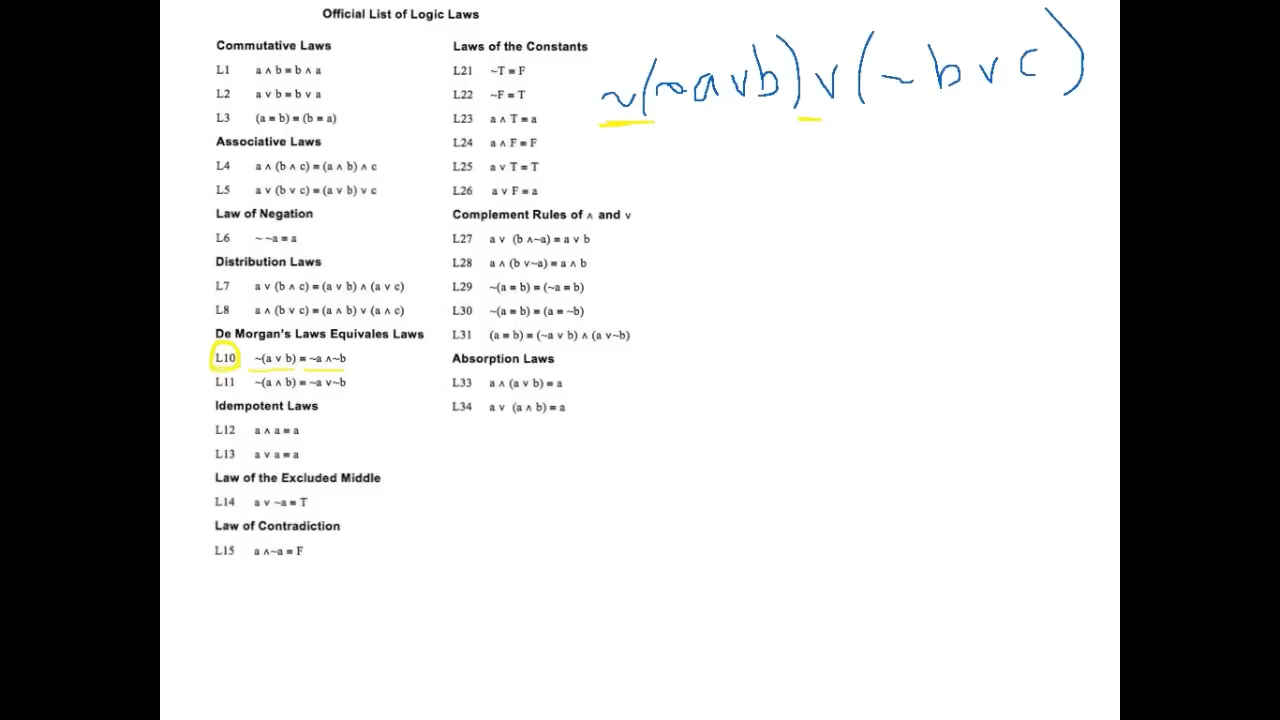 Official List of Logic Laws
Commutative Laws
L1 a ∧ b ≡ b ∧ a
L2 a ∨ b ≡ b ∨ a
L3 (a ≡ b) ≡ (b ≡ a)
Associative Laws
L4 a ∧ (b ∧ c) ≡ (a ∧ b) ∧ c
L5 a ∨ (b ∨ c) ≡ (a ∨ b) ∨ c
Law of Negation
L6 ~ ~a ≡ a
Distribution Laws
L7 a ∨ (b ∧ c) ≡ (a ∨ b) ∧ (a ∨ c)
L8 a ∧ (b ∨ c) ≡ (a ∧ b) ∨ (a ∧ c)
De Morgan's Laws Equivales Laws
L10 ~(a ∨ b) ≡ ~a ∧~b
L11 ~(a ∧ b) ≡ ~a ∨~b
Idempotent Laws
L12 a ∧ a ≡ a
L13 a ∨ a ≡ a
Law of the Excluded Middle
L14 a ∨ ~a ≡ T
Law of Contradiction
L15 a ∧~a ≡ F
Laws of the Constants
L21 ~T ≡ F
L22 ~F ≡ T
L23 a ∧ T ≡ a
L24 a ∧ F ≡ F
L25 a ∨ T ≡ T
L26 a ∨ F ≡ a
Complement Rules of ∧ and ∨
L27 a ∨ (b ∧~a) ≡ a ∨ b
L28 a ∧ (b ∨~a) ≡ a ∧ b
L29 ~(a ≡ b) ≡ (~a ≡ b)
L30 ~(a ≡ b) ≡ (a ≡ ~b)
L31 (a ≡ b) ≡ (~a ∨ b) ∧ (a ∨~b)
Absorption Laws
L33 a ∧ (a ∨ b) ≡ a
L34 a ∨ (a ∧ b) ≡ a
~(~a∨b)∨(~b∨c)